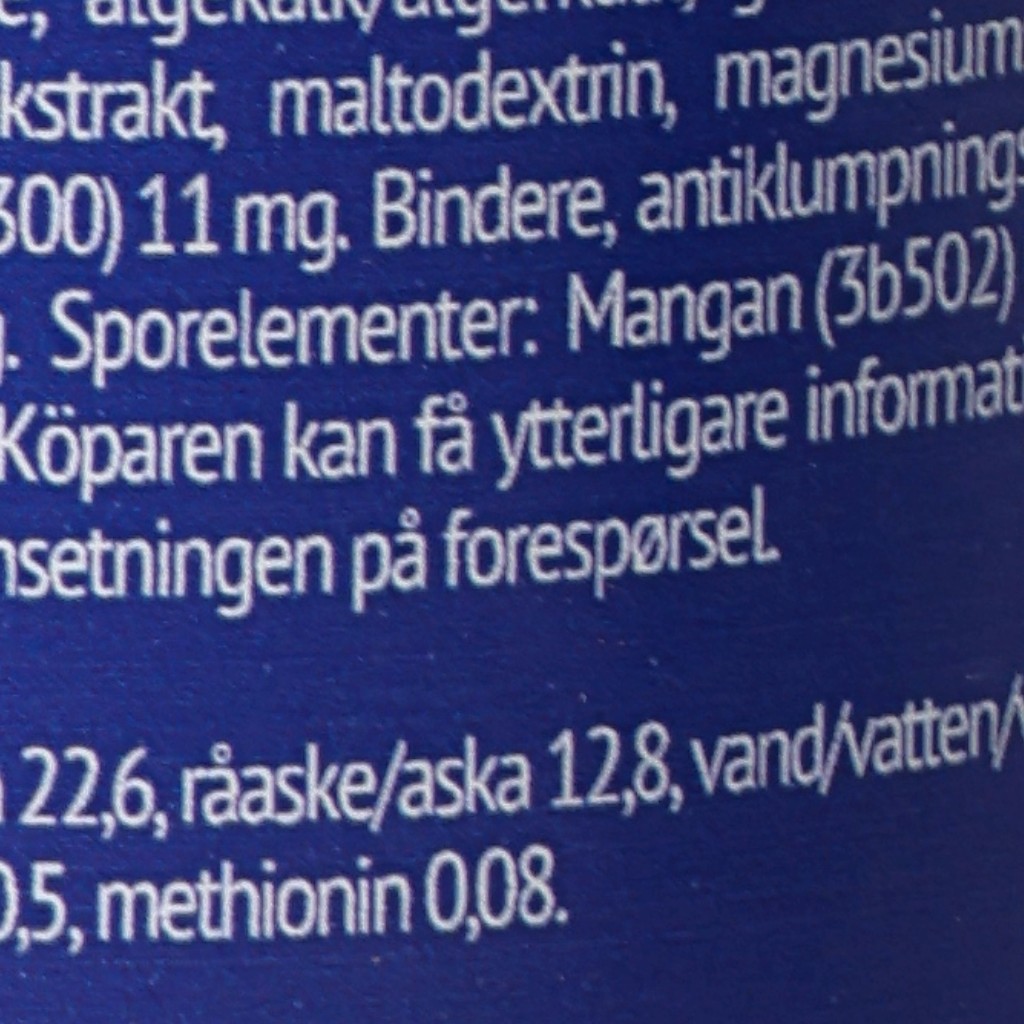 kstrakt, maltodextrin, magnesium
300) 11 mg. Bindere, antiklumpnings
. Sporelementer: Mangan (3b502)
Köparen kan få ytterligare informati
nsetningen på forespørsel.
22,6, råaske/aska 12,8, vand/vatten/
0,5, methionin 0,08.